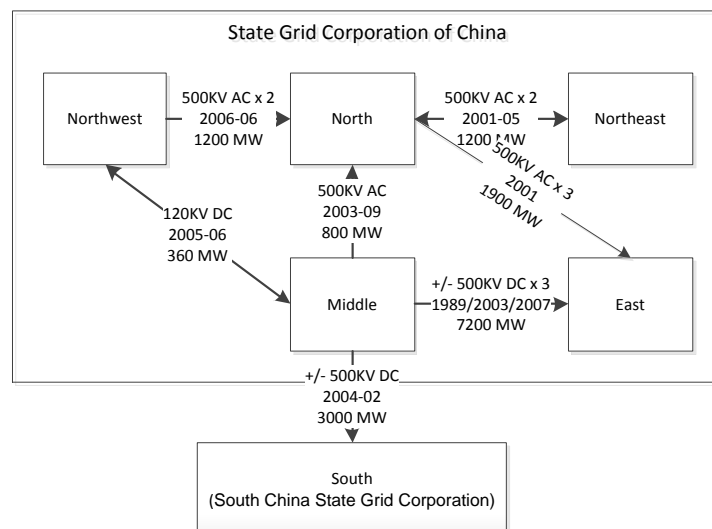 State Grid Corporation of China
Northwest
500KV AC x 2
2006-06
1200 MW
North
500KV AC x 2
2001-05
1200 MW
Northeast
500KV AC x 3
2001
1900 MW
120KV DC
2005-06
360 MW
500KV AC
2003-09
800 MW
Middle
+/- 500KV DC x 3
1989/2003/2007
7200 MW
East
+/- 500KV DC
2004-02
3000 MW
South
(South China State Grid Corporation)